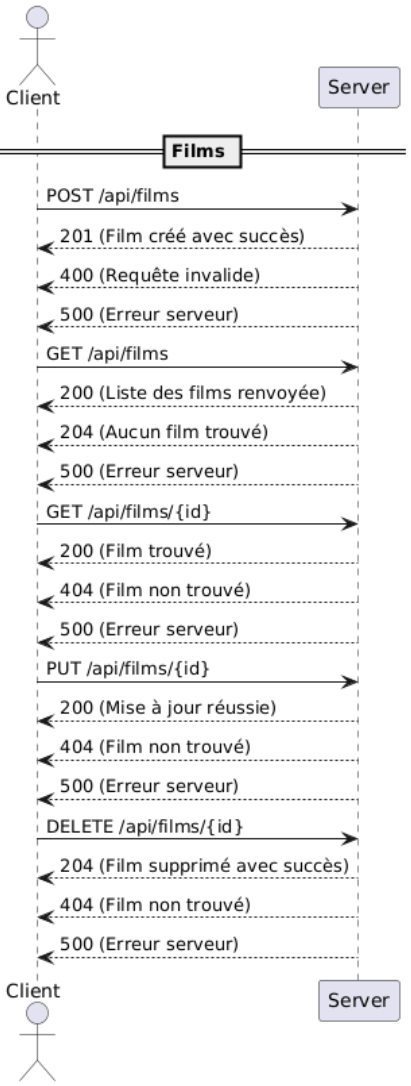 Client
Server
Films
POST /api/films
201 (Film créé avec succès)
400 (Requête invalide)
500 (Erreur serveur)
GET /api/films
200 (Liste des films renvoyée)
204 (Aucun film trouvé)
500 (Erreur serveur)
GET /api/films/{id}
200 (Film trouvé)
404 (Film non trouvé)
500 (Erreur serveur)
PUT /api/films/{id}
200 (Mise à jour réussie)
404 (Film non trouvé)
500 (Erreur serveur)
DELETE /api/films/{id}
204 (Film supprimé avec succès)
404 (Film non trouvé)
500 (Erreur serveur)
Client
Server